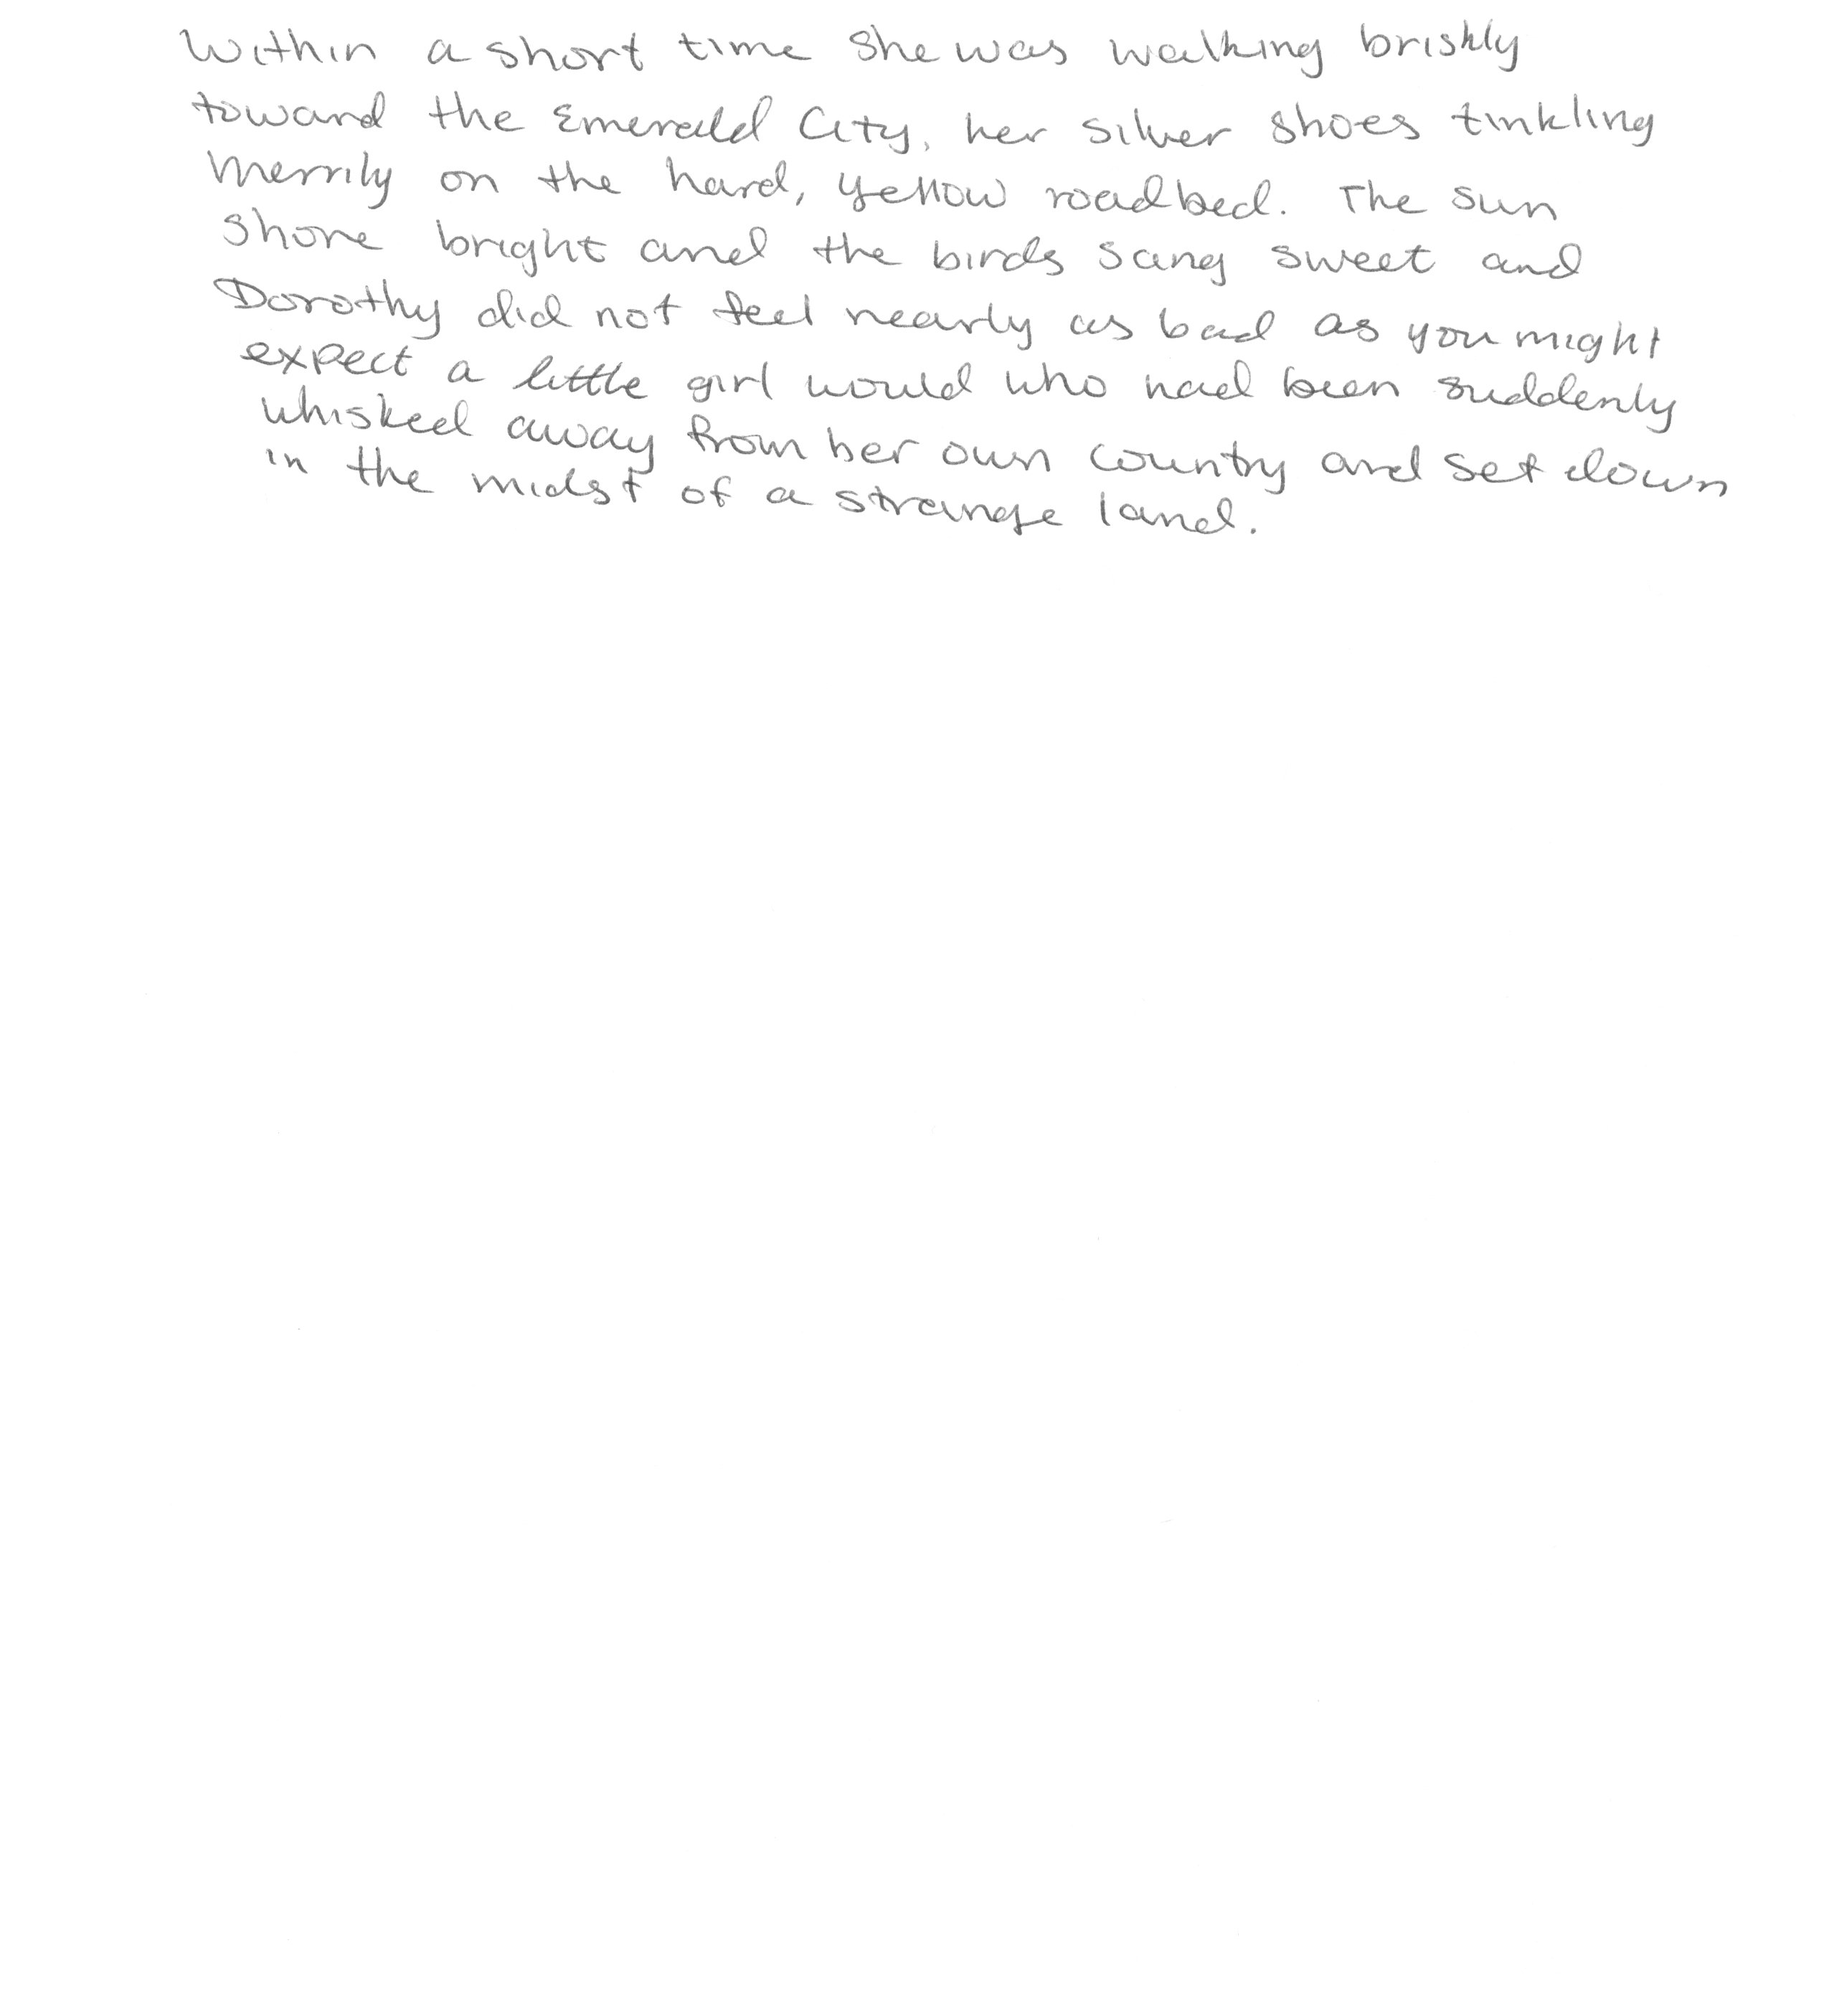 Within a short time she was walking briskly
toward the Emerald City, her silver shoes tinkling
merrily on the hard, yellow roadbed. The sun
shone bright and the birds sang sweet and
Dorothy did not feel nearly as bad as you might
expect a little girl would who had been suddenly
whisked away from her own country and set down
in the midst of a strange land.